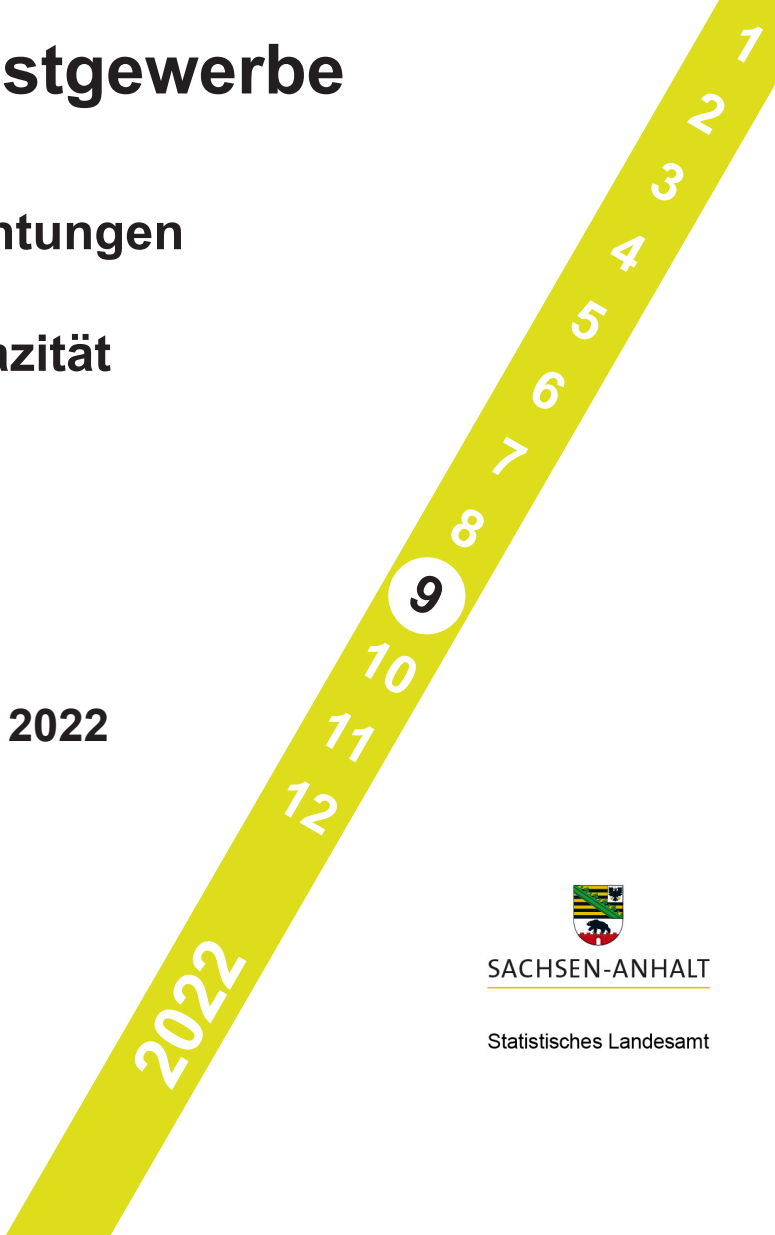 stgewerbe
htungen
azität
2022
1
2
3
4
5
6
7
8
9
10
11
12
2022
SACHSEN-ANHALT
Statistisches Landesamt